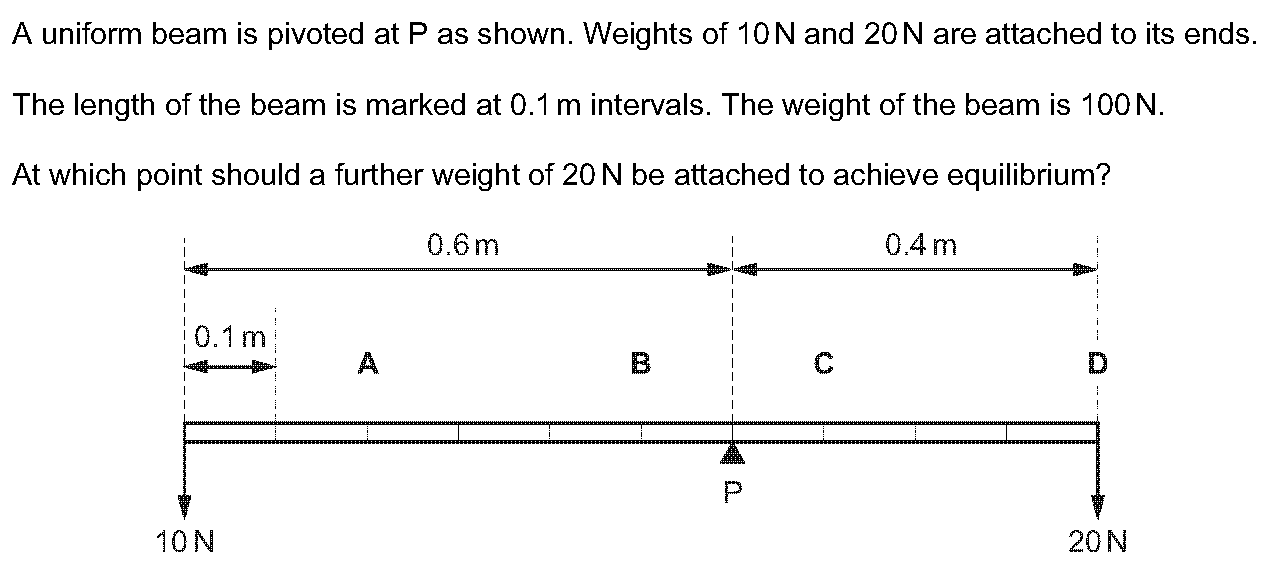 A uniform beam is pivoted at P as shown. Weights of 10 N and 20 N are attached to its ends.
The length of the beam is marked at 0.1 m intervals. The weight of the beam is 100 N.
At which point should a further weight of 20 N be attached to achieve equilibrium?
0.6 m 0.4 m
0.1 m
A B C D
P
10 N 20 N